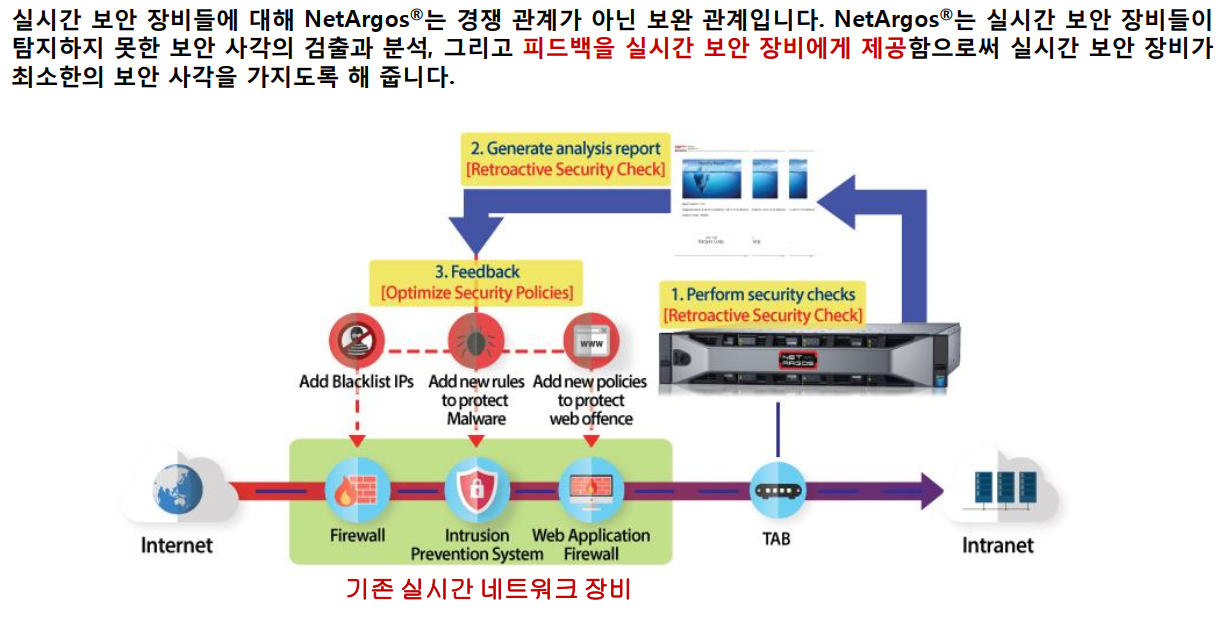 실시간 보안 장비들에 대해 NetArgos®는 경쟁 관계가 아닌 보완 관계입니다. NetArgos®는 실시간 보안 장비들이
탐지하지 못한 보안 사각의 검출과 분석, 그리고 피드백을 실시간 보안 장비에게 제공함으로써 실시간 보안 장비가
최소한의 보안 사각을 가지도록 해 줍니다.
2. Generate analysis report
[Retroactive Security Check]
3. Feedback
[Optimize Security Policies]
1. Perform security checks
[Retroactive Security Check]
NET
ARGOS
www
Add Blacklist IPs
Add new rules
to protect
Malware
Add new policies
to protect
web offence
Internet
Firewall
Intrusion
Prevention System
Web Application
Firewall
TAB
Intranet
기존 실시간 네트워크 장비